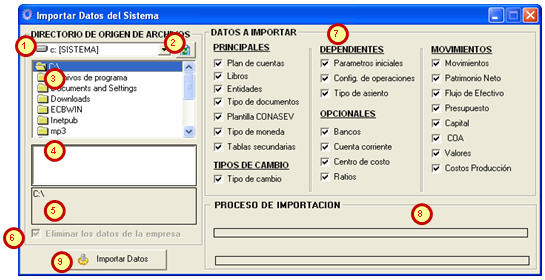 Importar Datos del Sistema
DIRECTORIO DE ORIGEN DE ARCHIVOS
1
c: [SISTEMA]
2
C:\
3
Archivos de programa
Documents and Settings
Downloads
ECBWIN
Inetpub
mp3
4
C:\
5
6
Eliminar los datos de la empresa
9
Importar Datos
DATOS A IMPORTAR
7
PRINCIPALES
Plan de cuentas
Libros
Entidades
Tipo de documentos
Plantilla CONASEV
Tipo de moneda
Tablas secundarias
TIPOS DE CAMBIO
Tipo de cambio
DEPENDIENTES
Parametros iniciales
Config. de operaciones
Tipo de asiento
OPCIONALES
Bancos
Cuenta corriente
Centro de costo
Ratios
MOVIMIENTOS
Movimientos
Patrimonio Neto
Flujo de Efectivo
Presupuesto
Capital
COA
Valores
Costos Producción
PROCESO DE IMPORTACION
8